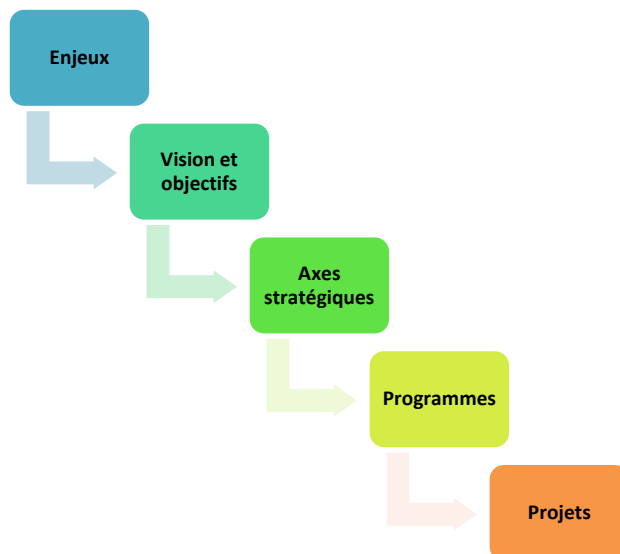 Enjeux
Vision et
objectifs
Axes
stratégiques
Programmes
Projets